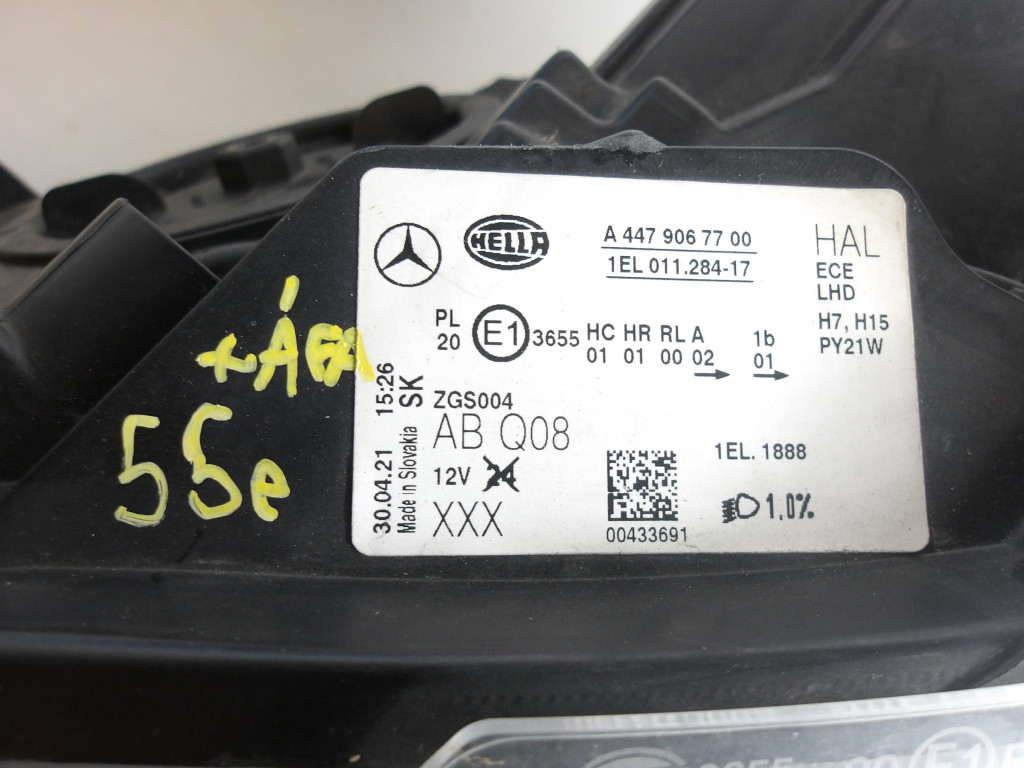 HELLA
A 447 906 77 00
1EL 011.284-17
HAL
ECE
LHD
H7, H15
PY21W
PL
20
E1
3655
HC HR RL A
01 01 00 02
1b
01
ZGS004
AB Q08
12V 24
XXX
30.04.21 15:26
Made in Slovakia
SK
00433691
1EL. 1888
1,0%
+ÁFA
55e
E1